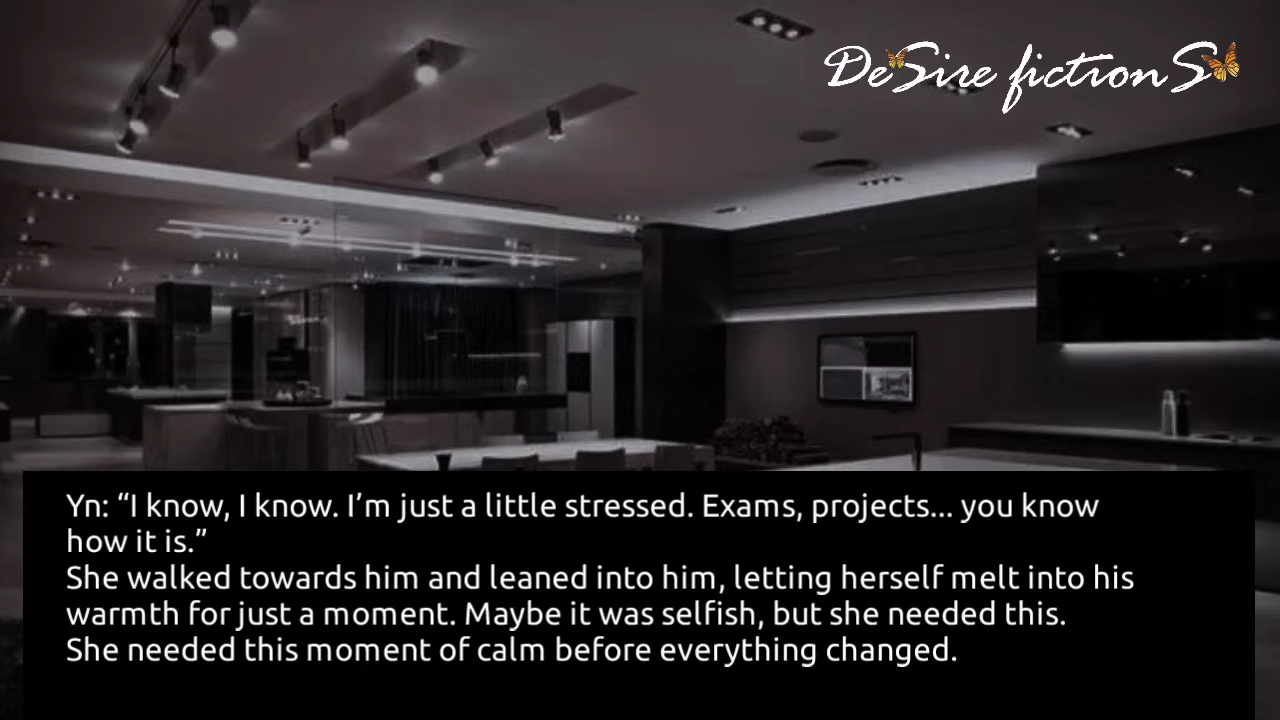 DeSire fictionS
Yn: “I know, I know. I’m just a little stressed. Exams, projects... you know
how it is.”
She walked towards him and leaned into him, letting herself melt into his
warmth for just a moment. Maybe it was selfish, but she needed this.
She needed this moment of calm before everything changed.